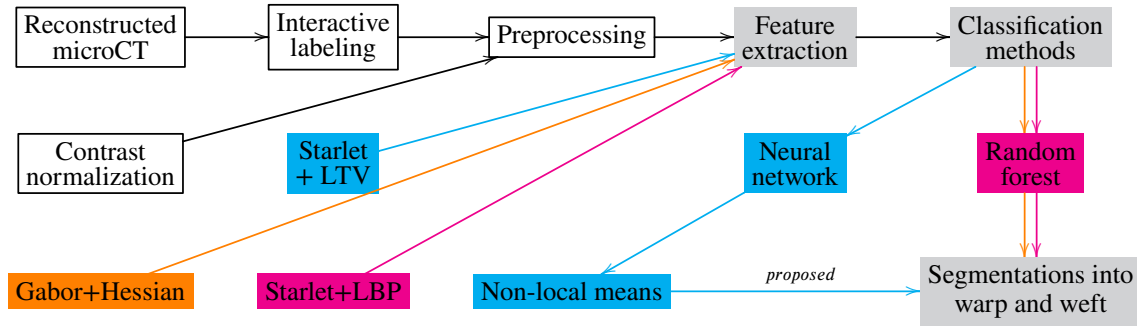 Reconstructed
microCT
Interactive
labeling
Preprocessing
Feature
extraction
Classification
methods
Contrast
normalization
Starlet
+ LTV
Neural
network
Random
forest
Gabor+Hessian
Starlet+LBP
Non-local means
proposed
Segmentations into
warp and weft